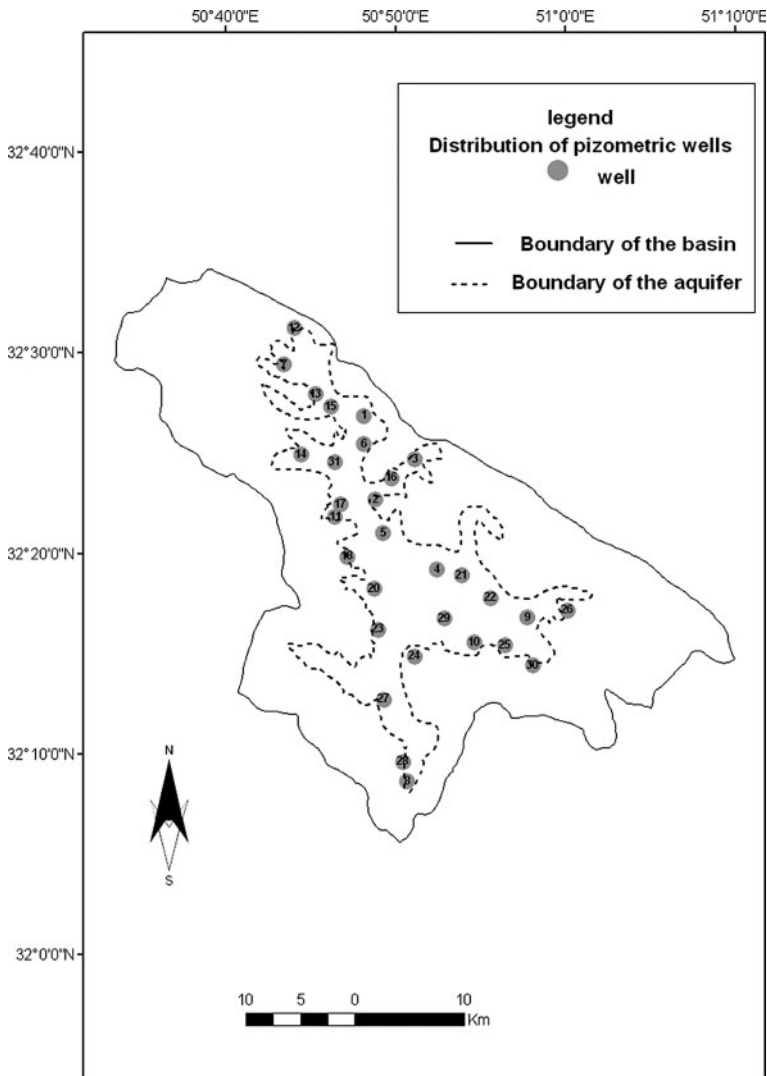 50°40'0"E 50°50'0"E 51°0'0"E 51°10'0"E
legend
Distribution of pizometric wells
well
Boundary of the basin
Boundary of the aquifer
32°40'0"N
32°30'0"N
32°20'0"N
32°10'0"N
32°0'0"N
12
7
13
15
1
6
14
31
3
16
2
17
11
5
18
4
21
20
22
29
9
26
23
10
25
24
30
27
28
8
N
S
10 5 0 10
Km